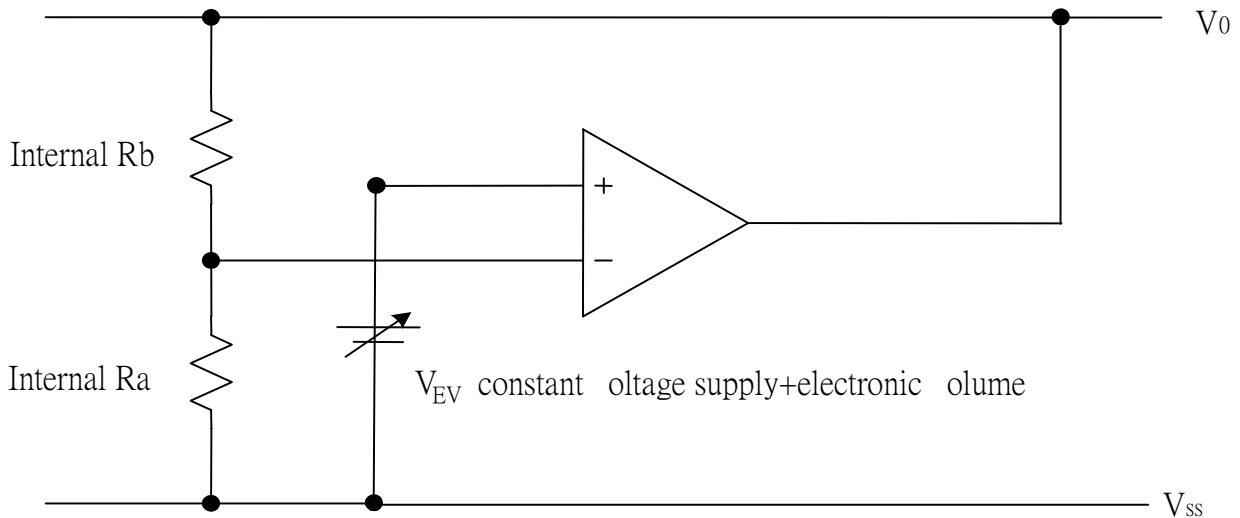 V0
Internal Rb
+
−
Internal Ra
VEV constant oltage supply+electronic olume
Vss